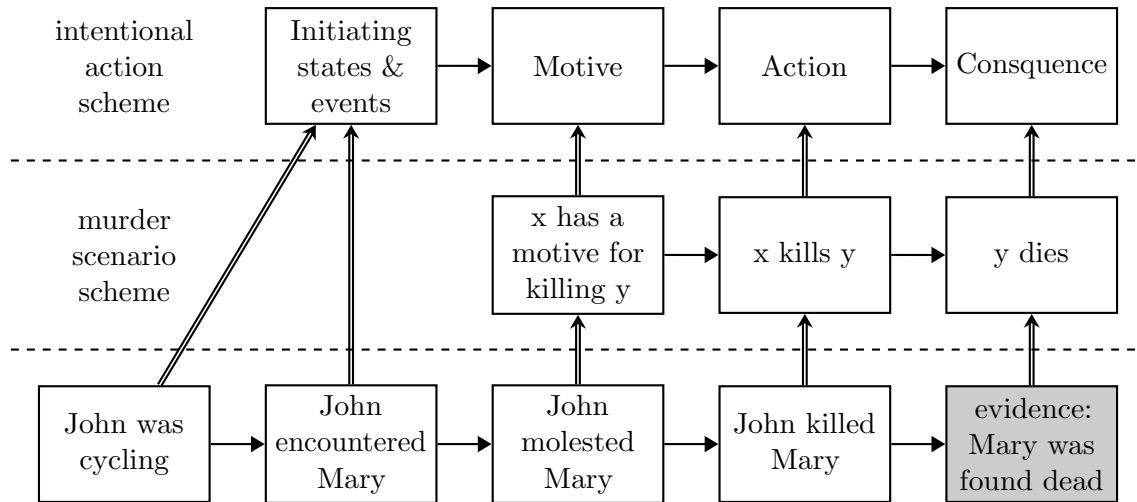 intentional
action
scheme
Initiating
states &
events
Motive
Action
Consquence
murder
scenario
scheme
x has a
motive for
killing y
x kills y
y dies
John was
cycling
John
encountered
Mary
John
molested
Mary
John killed
Mary
evidence:
Mary was
found dead